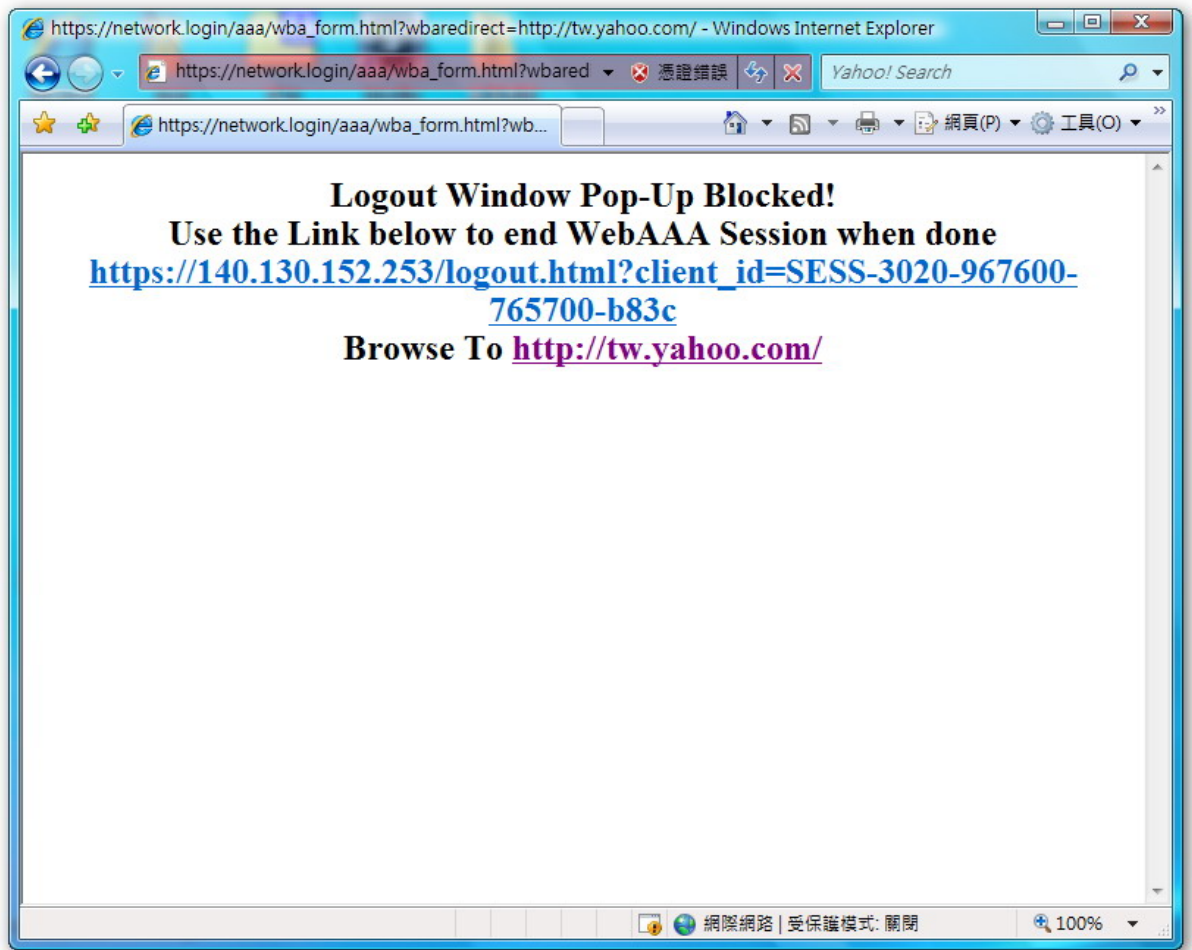 https://network.login/aaa/wba_form.html?wbaredirect=http://tw.yahoo.com/ - Windows Internet Explorer
https://network.login/aaa/wba_form.html?wbared 憑證錯誤 Yahoo! Search
https://network.login/aaa/wba_form.html?wb... 網頁(P) 工具(O) »
Logout Window Pop-Up Blocked!
Use the Link below to end WebAAA Session when done
https://140.130.152.253/logout.html?client_id=SESS-3020-967600-
765700-b83c
Browse To http://tw.yahoo.com/
網際網路 | 受保護模式: 關閉 100%